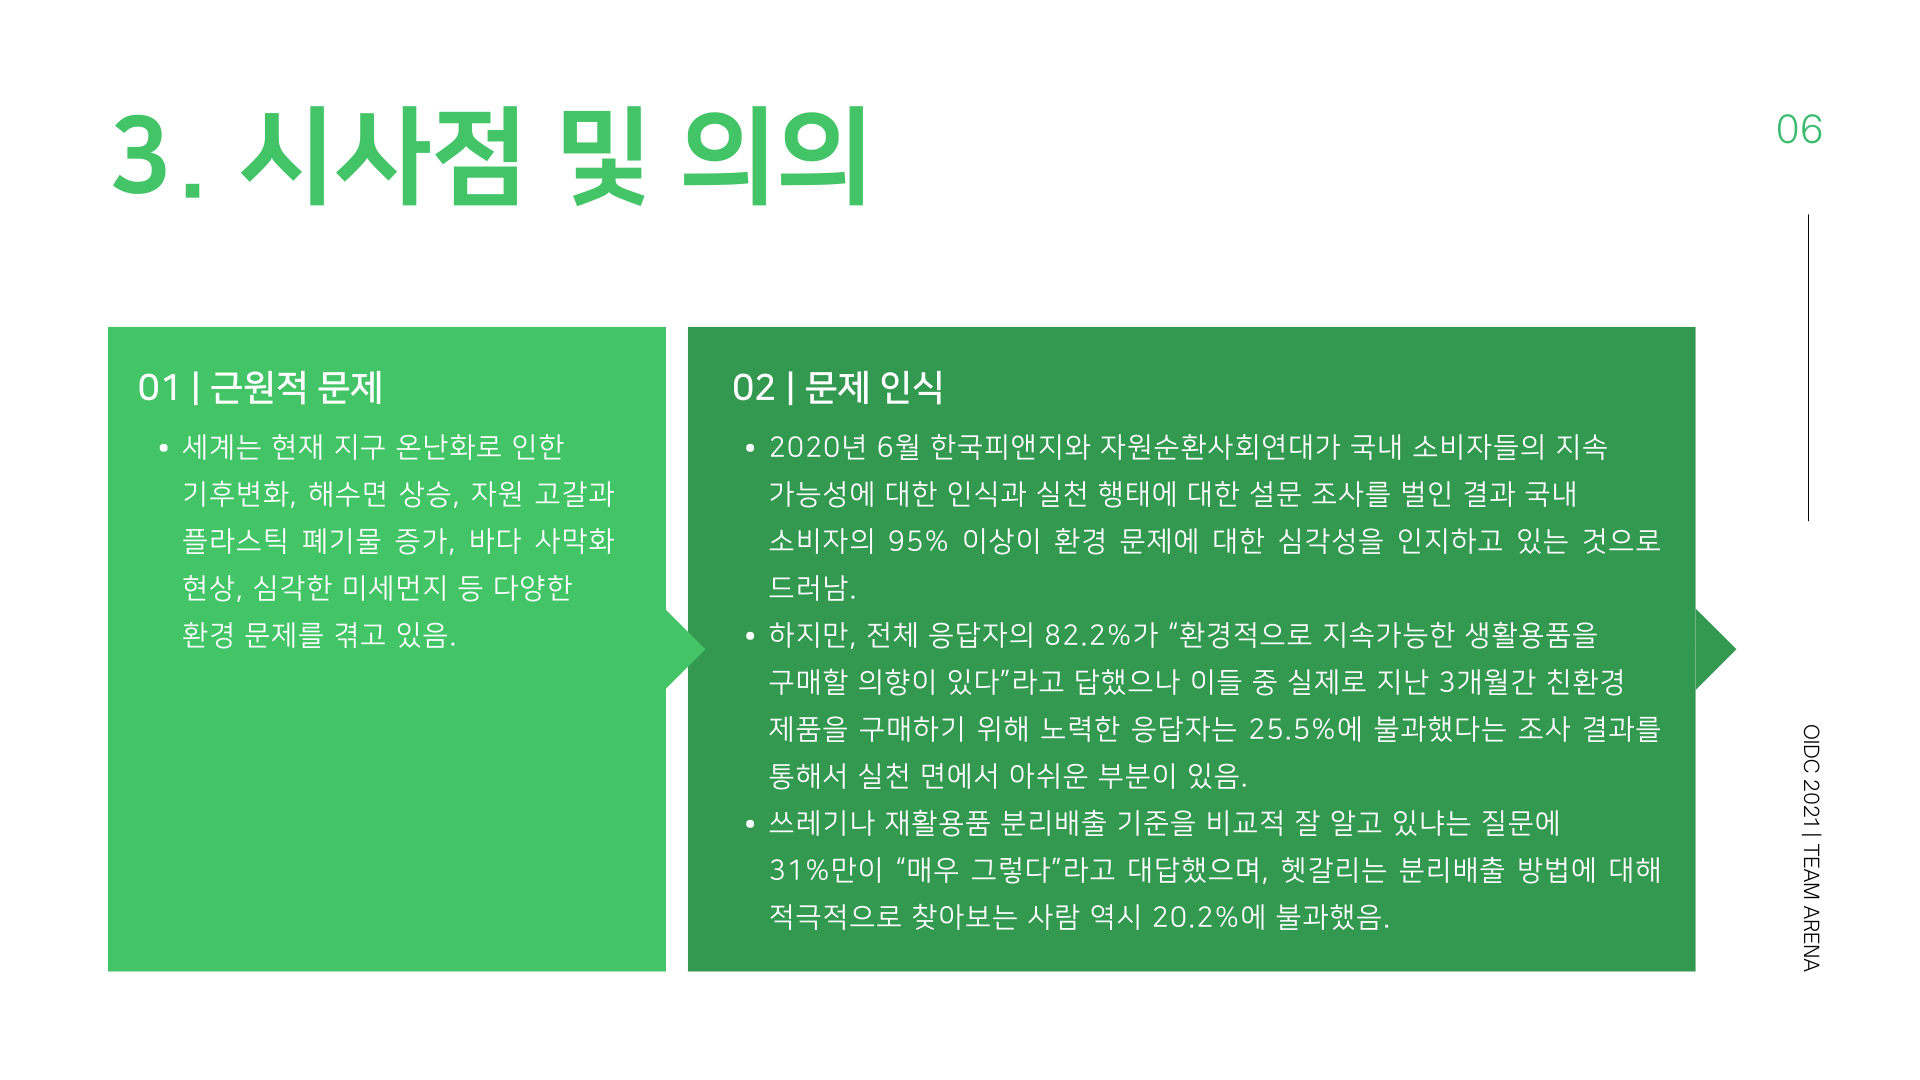 3. 시사점 및 의의
06
01 | 근원적 문제
• 세계는 현재 지구 온난화로 인한
기후변화, 해수면 상승, 자원 고갈과
플라스틱 폐기물 증가, 바다 사막화
현상, 심각한 미세먼지 등 다양한
환경 문제를 겪고 있음.
02 | 문제 인식
• 2020년 6월 한국피앤지와 자원순환사회연대가 국내 소비자들의 지속
가능성에 대한 인식과 실천 행태에 대한 설문 조사를 벌인 결과 국내
소비자의 95% 이상이 환경 문제에 대한 심각성을 인지하고 있는 것으로
드러남.
• 하지만, 전체 응답자의 82.2%가 “환경적으로 지속가능한 생활용품을
구매할 의향이 있다”라고 답했으나 이들 중 실제로 지난 3개월간 친환경
제품을 구매하기 위해 노력한 응답자는 25.5%에 불과했다는 조사 결과를
통해서 실천 면에서 아쉬운 부분이 있음.
• 쓰레기나 재활용품 분리배출 기준을 비교적 잘 알고 있냐는 질문에
31%만이 “매우 그렇다”라고 대답했으며, 헷갈리는 분리배출 방법에 대해
적극적으로 찾아보는 사람 역시 20.2%에 불과했음.
OIDC 2021 | TEAM ARENA